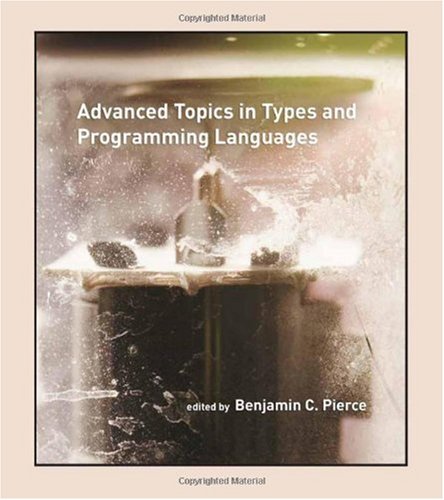 Copyrighted Material
Advanced Topics in Types and
Programming Languages
edited by Benjamin C. Pierce
Copyrighted Material